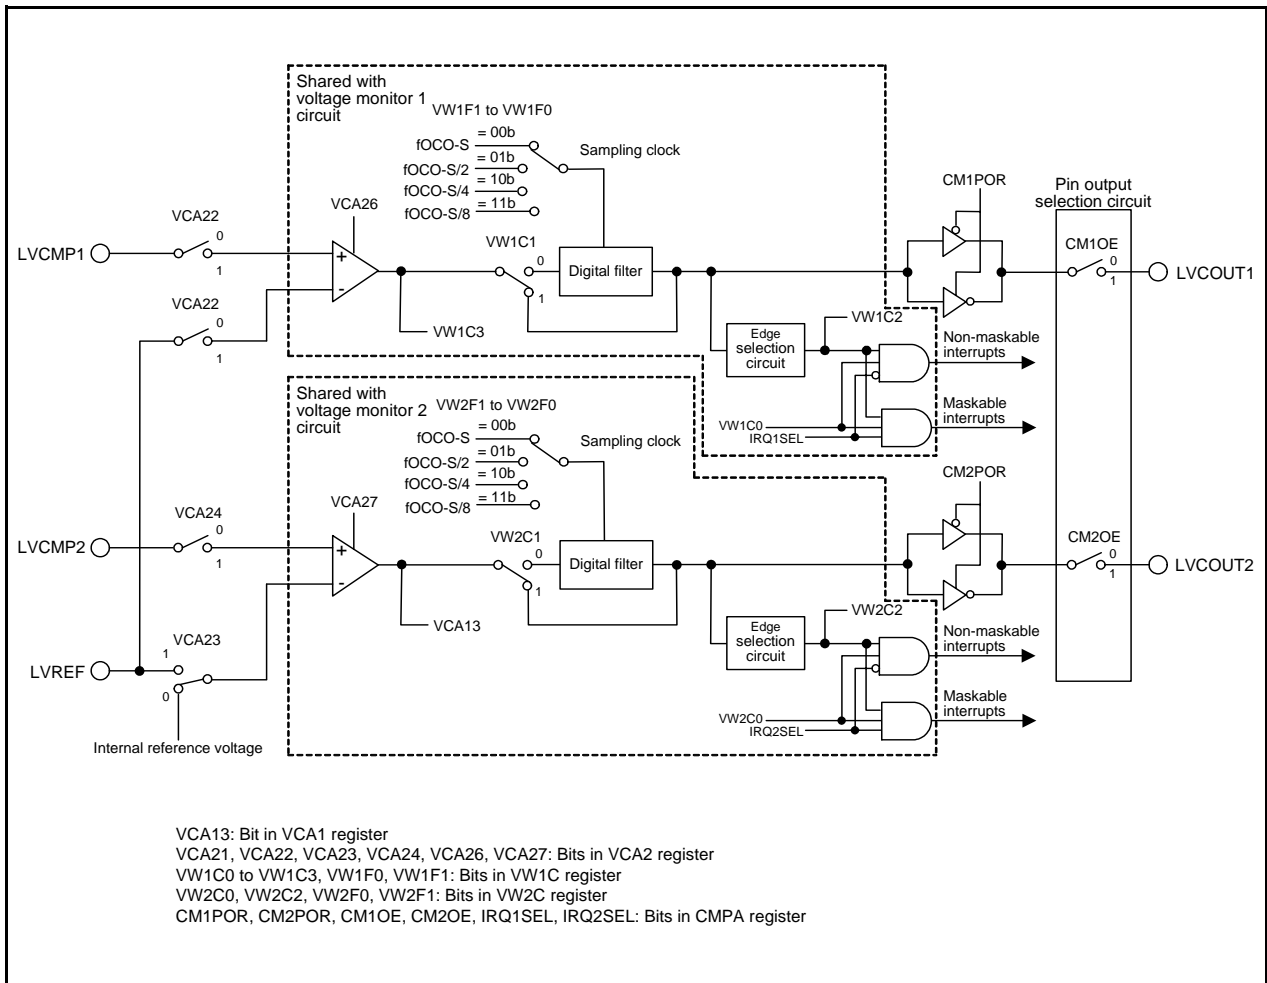 Shared with
voltage monitor 1
circuit
VW1F1 to VW1F0
fOCO-S
= 00b
fOCO-S/2
= 01b
fOCO-S/4
= 10b
fOCO-S/8
= 11b
Sampling clock
VCA22
0
1
LVCMP1
VCA22
0
1
VCA26
+
-
VW1C3
VW1C1
0
1
Digital filter
Edge
selection
circuit
VW1C2
VW1C0
IRQ1SEL
Non-maskable
interrupts
Maskable
interrupts
CM1POR
Pin output
selection circuit
CM1OE
0
1
LVCOUT1
Shared with
voltage monitor 2
circuit
VW2F1 to VW2F0
fOCO-S
= 00b
fOCO-S/2
= 01b
fOCO-S/4
= 10b
fOCO-S/8
= 11b
Sampling clock
VCA24
0
1
LVCMP2
VCA27
+
-
VCA13
VW2C1
0
1
Digital filter
Edge
selection
circuit
VW2C2
VW2C0
IRQ2SEL
Non-maskable
interrupts
Maskable
interrupts
CM2POR
CM2OE
0
1
LVCOUT2
VCA23
1
0
LVREF
Internal reference voltage
VCA13: Bit in VCA1 register
VCA21, VCA22, VCA23, VCA24, VCA26, VCA27: Bits in VCA2 register
VW1C0 to VW1C3, VW1F0, VW1F1: Bits in VW1C register
VW2C0, VW2C2, VW2F0, VW2F1: Bits in VW2C register
CM1POR, CM2POR, CM1OE, CM2OE, IRQ1SEL, IRQ2SEL: Bits in CMPA register